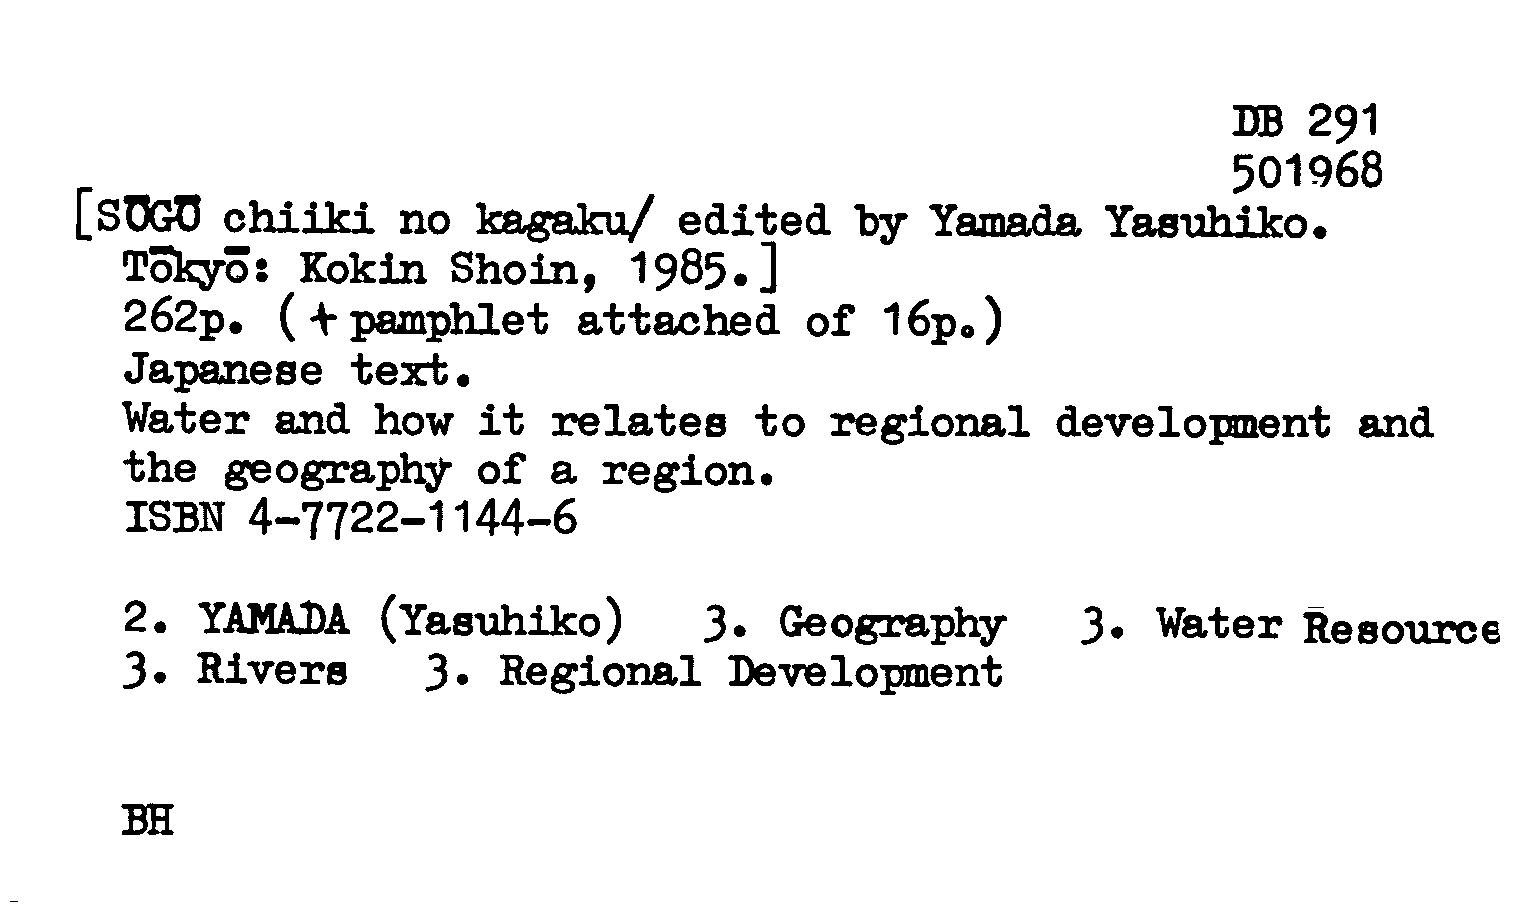 DB 291
501968
[SŌGŌ chiiki no kagaku/ edited by Yamada Yasuhiko.
Tōkyō: Kokin Shoin, 1985.]
262p. (+pamphlet attached of 16p.)
Japanese text.
Water and how it relates to regional development and
the geography of a region.
ISBN 4-7722-1144-6
2. YAMADA (Yasuhiko) 3. Geography 3. Water Resource
3. Rivers 3. Regional Development
BH